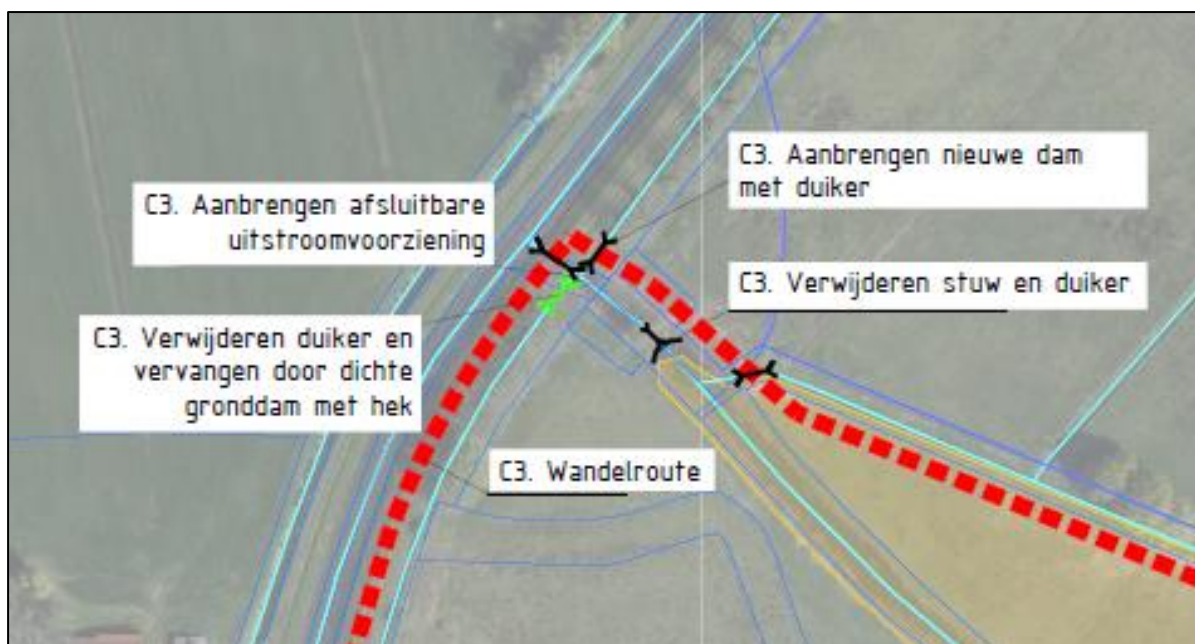 C3. Aanbrengen nieuwe dam
met duiker
C3. Aanbrengen afsluitbare
uitstroomvoorziening
C3. Verwijderen stuw en duiker
C3. Verwijderen duiker en
vervangen door dichte
gronddam met hek
C3. Wandelroute